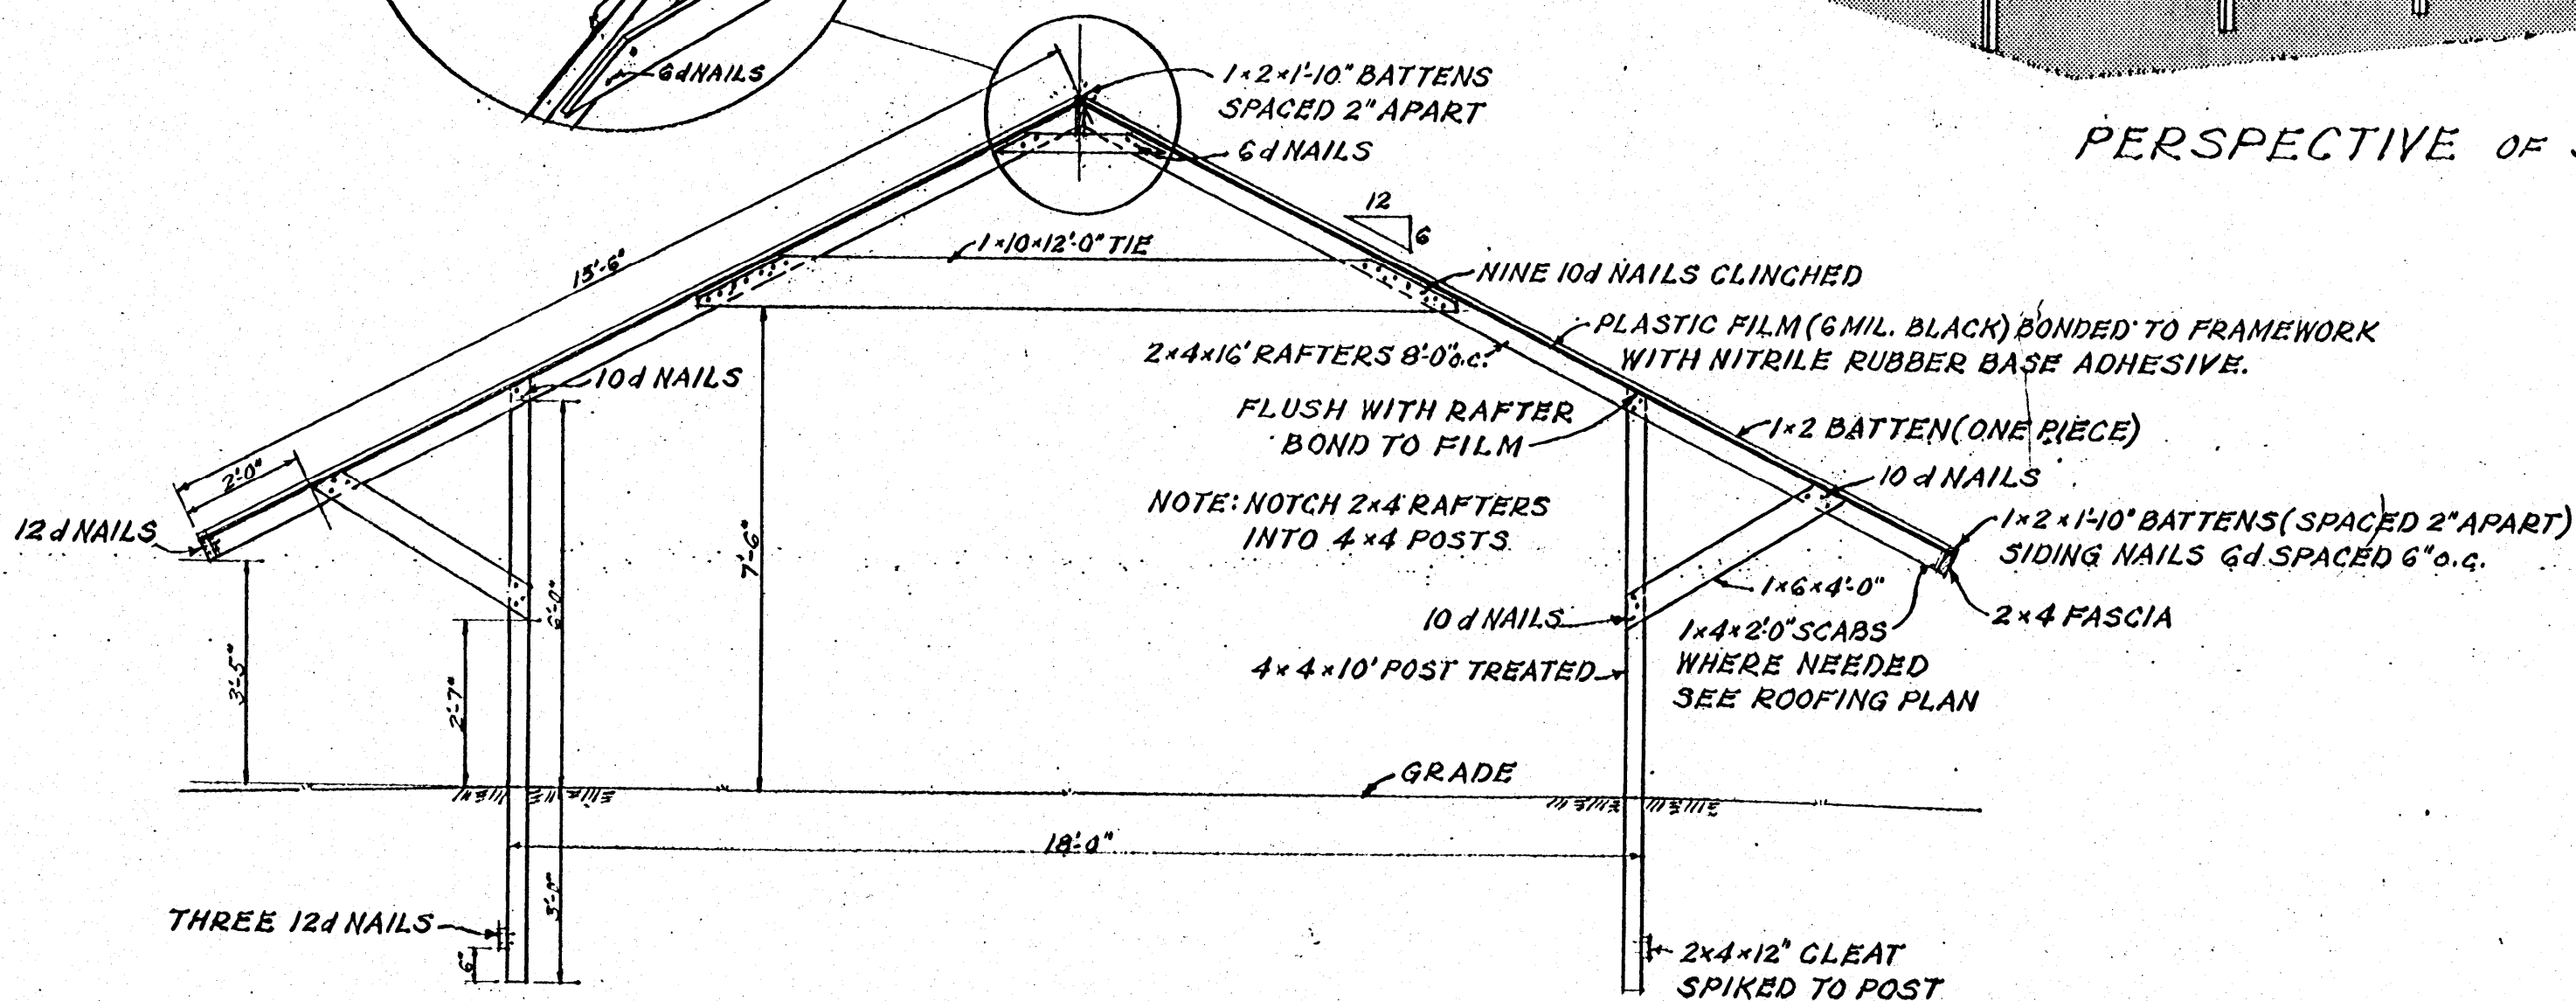 6d NAILS
1×2×1'-10" BATTENS
SPACED 2" APART
6d NAILS
PERSPECTIVE OF
12
6
1×10×12'-0" TIE
15'-6"
NINE 10d NAILS CLINCHED
PLASTIC FILM (6 MIL. BLACK) BONDED TO FRAMEWORK
WITH NITRILE RUBBER BASE ADHESIVE.
2×4×16' RAFTERS 8'-0" o.c.
10d NAILS
FLUSH WITH RAFTER
BOND TO FILM
1×2 BATTEN (ONE PIECE)
2'-0"
10 d NAILS
NOTE: NOTCH 2×4 RAFTERS
INTO 4×4 POSTS
12 d NAILS
1×2×1'-10" BATTENS (SPACED 2" APART)
SIDING NAILS 6d SPACED 6" o.c.
7'-6"
6'-0"
1×6×4'-0"
10 d NAILS
1×4×2'-0" SCABS
WHERE NEEDED
SEE ROOFING PLAN
2×4 FASCIA
3'-5"
2'-7"
4×4×10' POST TREATED
GRADE
18'-0"
THREE 12d NAILS
6"
2×4×12" CLEAT
SPIKED TO POST